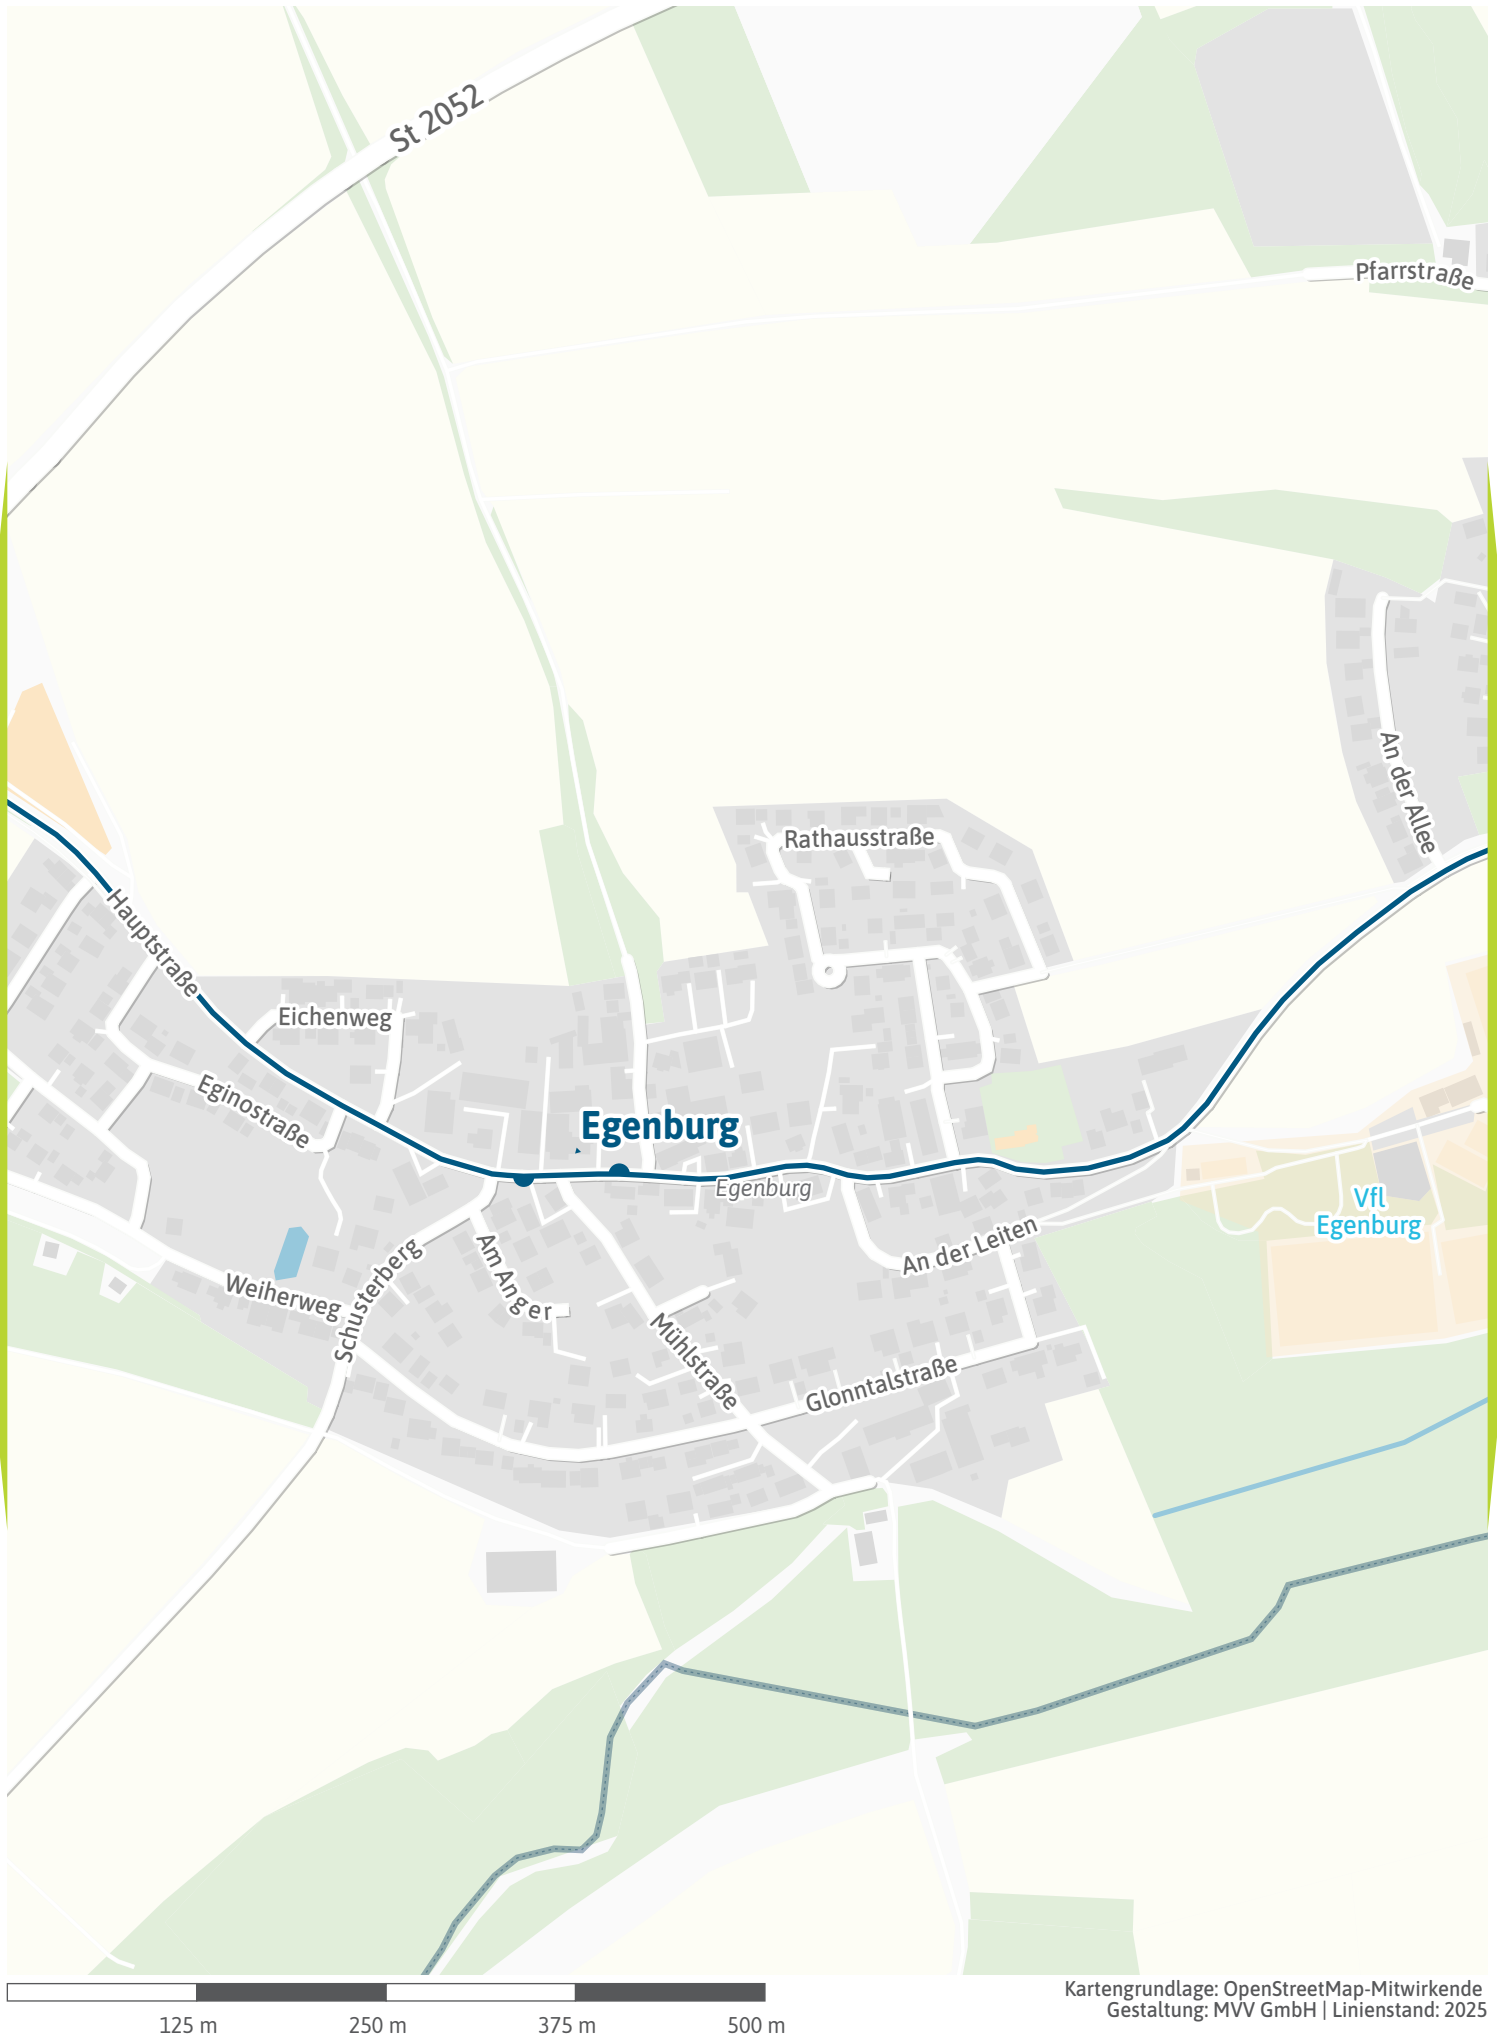 St 2052
Pfarrstraße
An der Allee
Rathausstraße
Hauptstraße
Eichenweg
Eginostraße
Egenburg
Egenburg
Vfl
Egenburg
An der Leiten
Am Anger
Schusterberg
Weiherweg
Mühlstraße
Glonntalstraße
125 m
250 m
375 m
500 m
Kartengrundlage: OpenStreetMap-Mitwirkende
Gestaltung: MVV GmbH | Linienstand: 2025